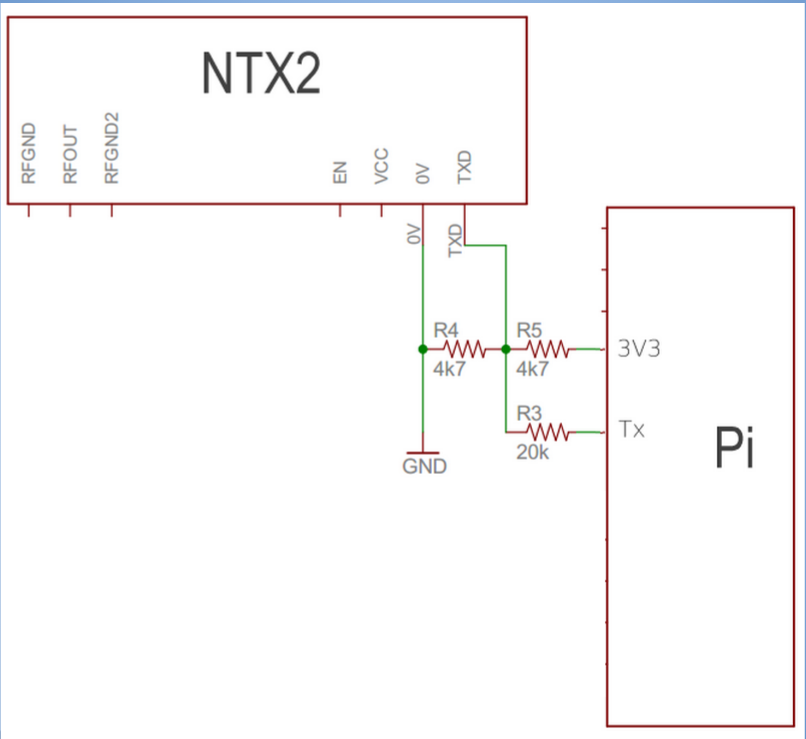 NTX2
RFGND
RFOUT
RFGND2
EN
VCC
0V
TXD
0V
TXD
R4
4k7
R5
4k7
3V3
R3
20k
Tx
Pi
GND